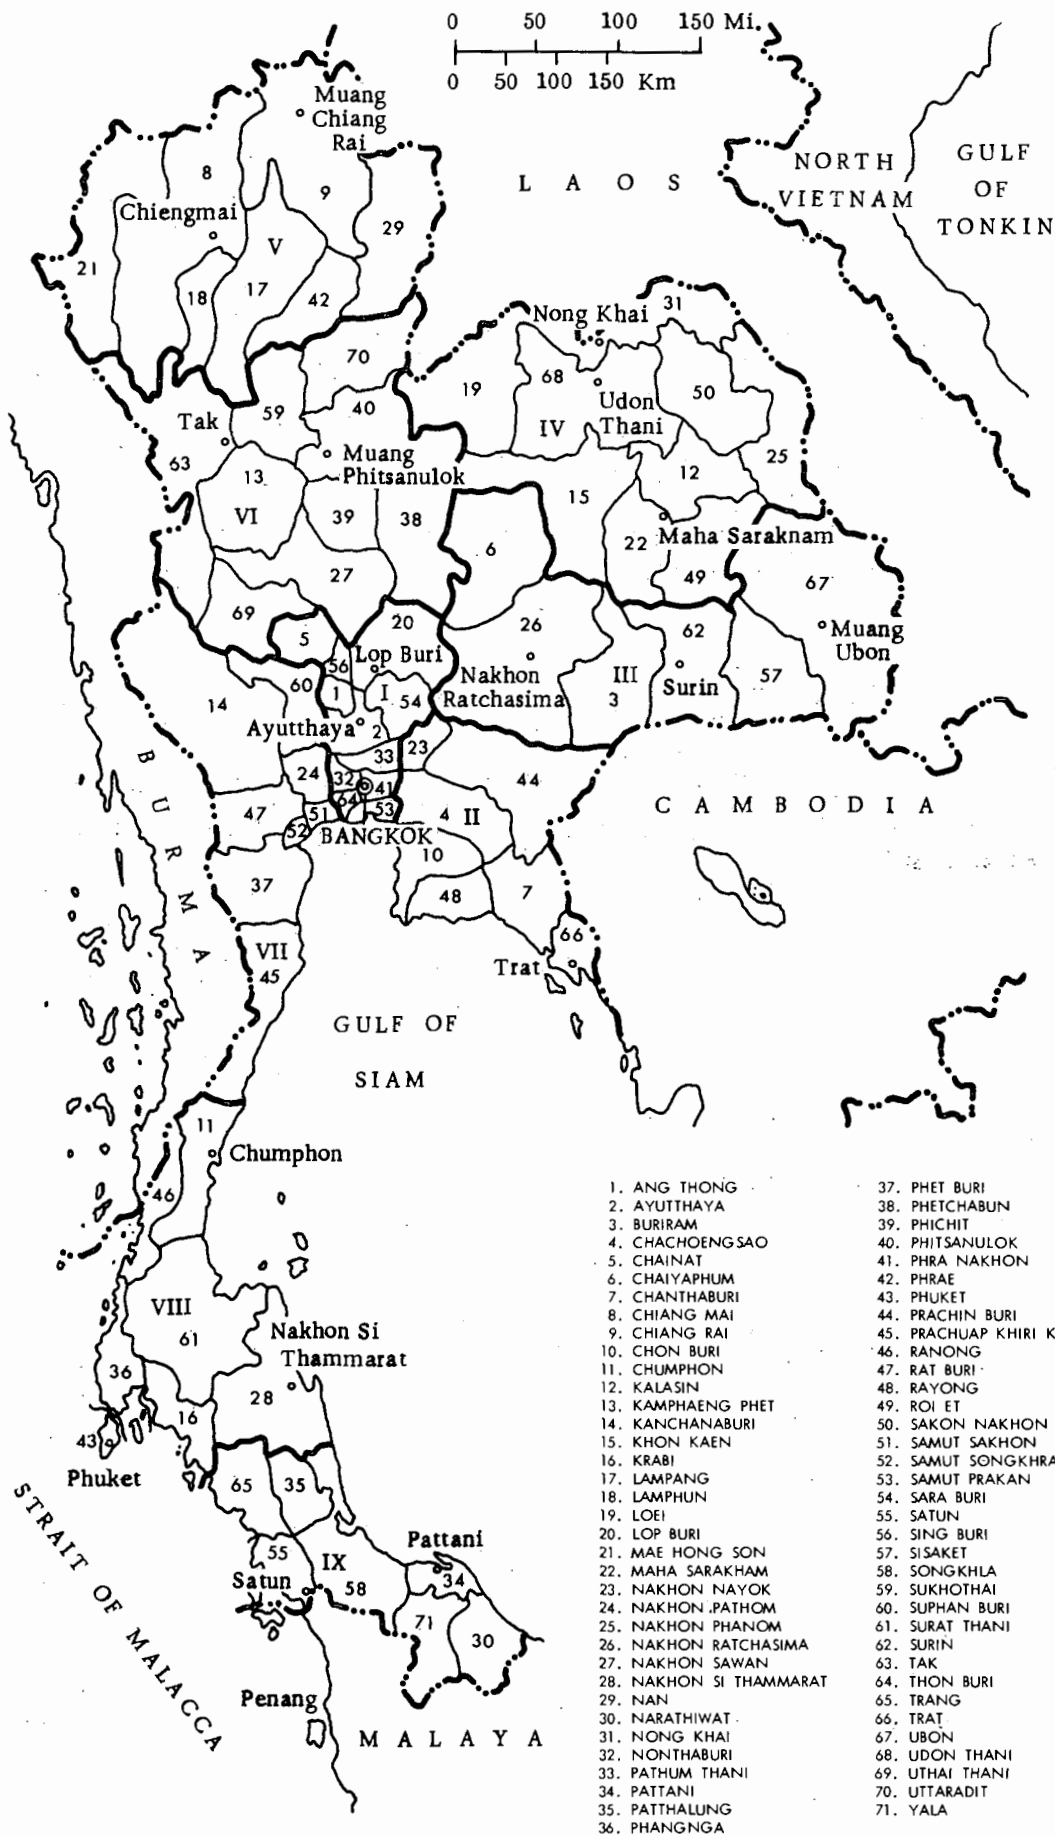 0 50 100 150 Mi.
0 50 100 150 Km
Muang
Chiang
Rai
NORTH
VIETNAM
GULF
OF
TONKIN
L A O S
8
9
29
Chiengmai
V
21
18
17
42
Nong Khai
31
70
19
68
50
Udon
Thani
59
40
IV
Tak
25
63
Muang
Phitsanulok
13
12
15
VI
39
38
6
22
Maha Saraknam
27
49
67
69
5
20
26
62
Muang
Ubon
56
Lop Buri
Nakhon
Ratchasima
III
3
Surin
57
14
60
1
I
54
Ayutthaya
2
33
23
24
32
41
44
64
BURMA
47
51
53
4
II
C A M B O D I A
52
BANGKOK
10
37
48
7
VII
45
66
Trat
GULF OF
SIAM
11
Chumphon
46
VIII
61
Nakhon Si
Thammarat
36
28
16
43
Phuket
65
35
STRAIT OF MALACCA
Pattani
55
IX
58
34
Satun
71
30
Penang
M A L A Y A
1. ANG THONG
2. AYUTTHAYA
3. BURIRAM
4. CHACHOENGSAO
5. CHAINAT
6. CHAIYAPHUM
7. CHANTHABURI
8. CHIANG MAI
9. CHIANG RAI
10. CHON BURI
11. CHUMPHON
12. KALASIN
13. KAMPHAENG PHET
14. KANCHANABURI
15. KHON KAEN
16. KRABI
17. LAMPANG
18. LAMPHUN
19. LOEI
20. LOP BURI
21. MAE HONG SON
22. MAHA SARAKHAM
23. NAKHON NAYOK
24. NAKHON PATHOM
25. NAKHON PHANOM
26. NAKHON RATCHASIMA
27. NAKHON SAWAN
28. NAKHON SI THAMMARAT
29. NAN
30. NARATHIWAT
31. NONG KHAI
32. NONTHABURI
33. PATHUM THANI
34. PATTANI
35. PATTHALUNG
36. PHANGNGA
37. PHET BURI
38. PHETCHABUN
39. PHICHIT
40. PHITSANULOK
41. PHRA NAKHON
42. PHRAE
43. PHUKET
44. PRACHIN BURI
45. PRACHUAP KHIRI K
46. RANONG
47. RAT BURI
48. RAYONG
49. ROI ET
50. SAKON NAKHON
51. SAMUT SAKHON
52. SAMUT SONGKHRA
53. SAMUT PRAKAN
54. SARA BURI
55. SATUN
56. SING BURI
57. SISAKET
58. SONGKHLA
59. SUKHOTHAI
60. SUPHAN BURI
61. SURAT THANI
62. SURIN
63. TAK
64. THON BURI
65. TRANG
66. TRAT
67. UBON
68. UDON THANI
69. UTHAI THANI
70. UTTARADIT
71. YALA